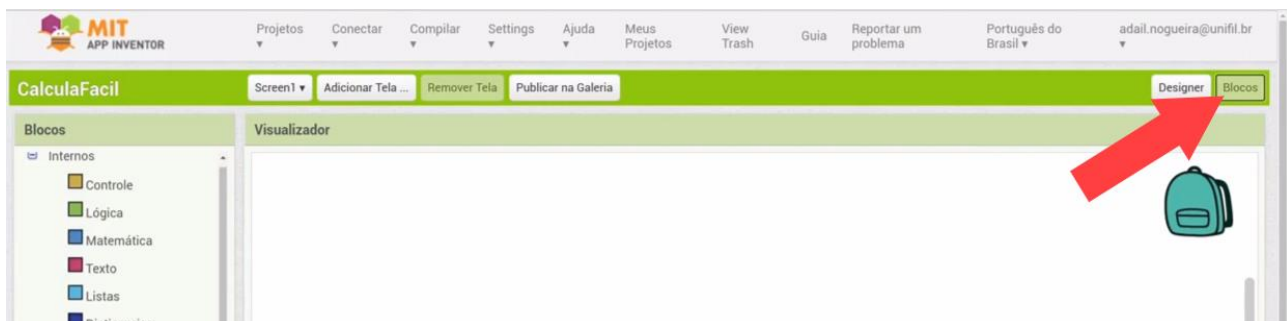 MIT
APP INVENTOR
Projetos
Conectar
Compilar
Settings
Ajuda
Meus
Projetos
View
Trash
Guia
Reportar um
problema
Português do
Brasil
adail.nogueira@unifil.br
CalculaFacil
Screen1
Adicionar Tela ...
Remover Tela
Publicar na Galeria
Designer
Blocos
Blocos
Visualizador
Internos
Controle
Lógica
Matemática
Texto
Listas